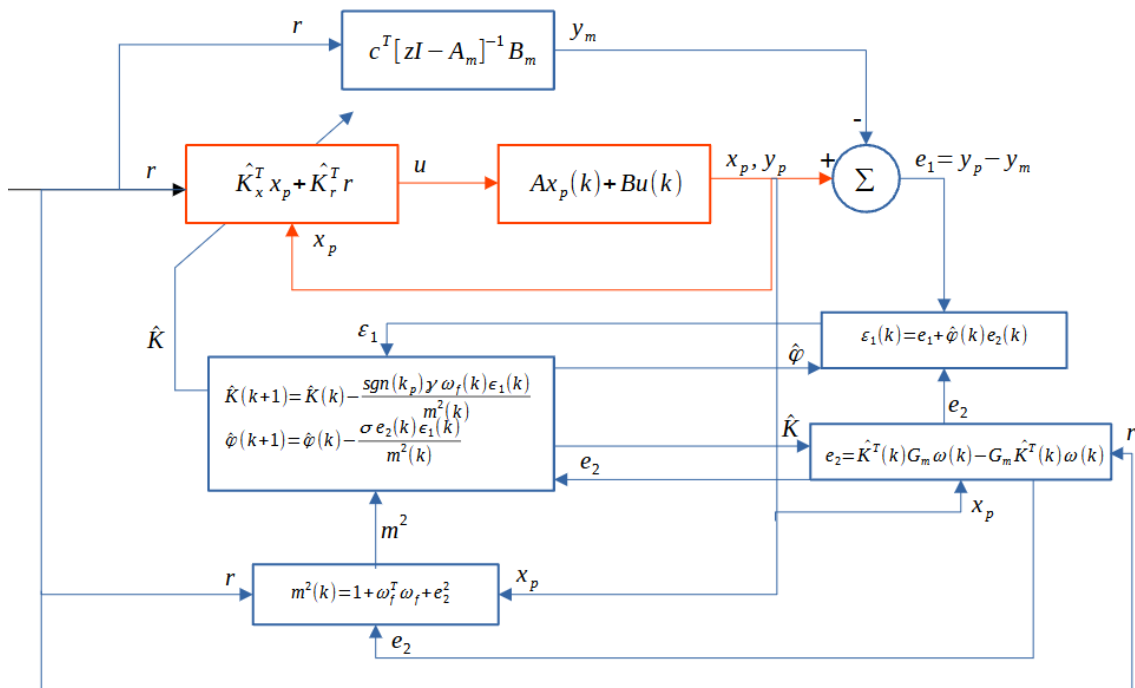 r
c^T[zI−A_m]^{−1}B_m
y_m
-
r
K̂_x^T x_p+K̂_r^T r
u
Ax_p(k)+Bu(k)
x_p, y_p
+
Σ
e_1=y_p−y_m
x_p
K̂
ε_1
ε_1(k)=e_1+φ̂(k)e_2(k)
φ̂
K̂(k+1)=K̂(k)−\frac{sgn(k_p)γ ω_f(k)ϵ_1(k)}{m^2(k)}
φ̂(k+1)=φ̂(k)−\frac{σ e_2(k)ϵ_1(k)}{m^2(k)}
e_2
K̂
e_2=K̂^T(k)G_m ω(k)−G_m K̂^T(k)ω(k)
r
e_2
x_p
m^2
r
m^2(k)=1+ω_f^T ω_f+e_2^2
x_p
e_2